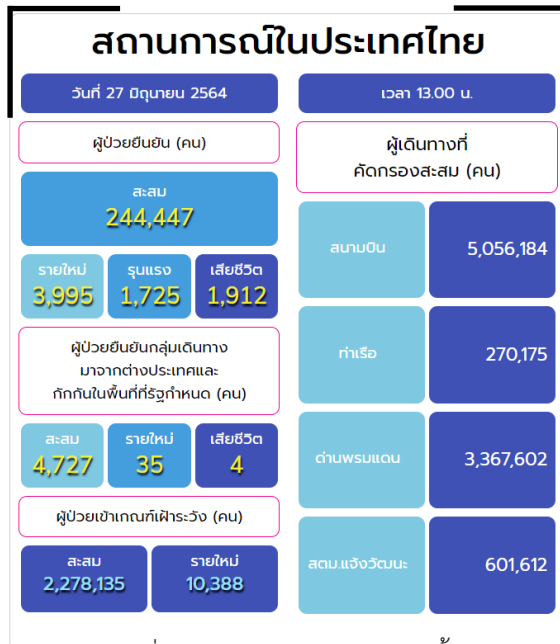 สถานการณ์ในประเทศไทย
วันที่ 27 มิถุนายน 2564
เวลา 13.00 น.
ผู้ป่วยยืนยัน (คน)
สะสม
244,447
รายใหม่
3,995
รุนแรง
1,725
เสียชีวิต
1,912
ผู้ป่วยยืนยันกลุ่มเดินทาง
มาจากต่างประเทศและ
กักกันในพื้นที่ที่รัฐกำหนด (คน)
สะสม
4,727
รายใหม่
35
เสียชีวิต
4
ผู้ป่วยเข้าเกณฑ์เฝ้าระวัง (คน)
สะสม
2,278,135
รายใหม่
10,388
ผู้เดินทางที่
คัดกรองสะสม (คน)
สนามบิน
5,056,184
ท่าเรือ
270,175
ด่านพรมแดน
3,367,602
สตม.แจ้งวัฒนะ
601,612